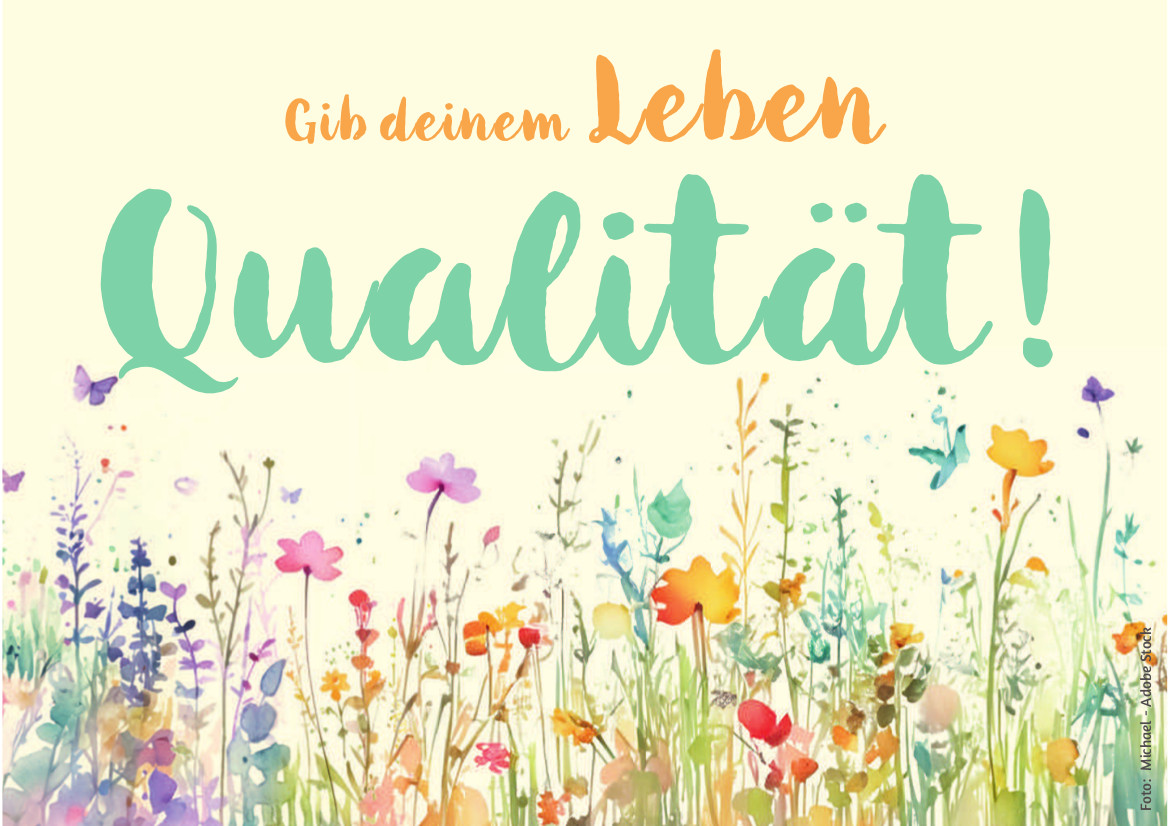 Gib deinem Leben
Qualität!
Foto: Michael - Adobe Stock